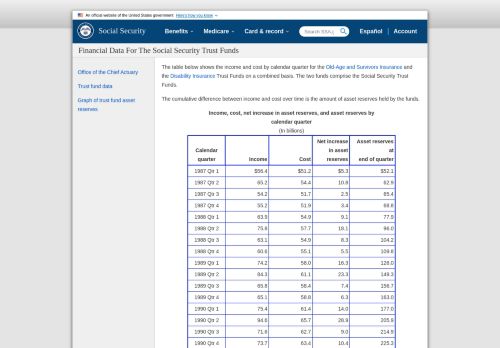 An official website of the United States government Here's how you know
Social Security
Benefits Medicare Card & record Español Account
Financial Data For The Social Security Trust Funds
Office of the Chief Actuary
Trust fund data
Graph of trust fund asset
reserves
The table below shows the income and cost by calendar quarter for the Old-Age and Survivors Insurance and
the Disability Insurance Trust Funds on a combined basis. The two funds comprise the Social Security Trust
Funds.
The cumulative difference between income and cost over time is the amount of asset reserves held by the funds.
Income, cost, net increase in asset reserves, and asset reserves by
calendar quarter
(In billions)
Calendar quarter Income Cost Net increase in asset reserves Asset reserves at end of quarter
1987 Qtr 1 $56.4 $51.2 $5.3 $52.1
1987 Qtr 2 65.2 54.4 10.8 62.9
1987 Qtr 3 54.2 51.7 2.5 65.4
1987 Qtr 4 55.2 51.9 3.4 68.8
1988 Qtr 1 63.9 54.9 9.1 77.9
1988 Qtr 2 75.8 57.7 18.1 96.0
1988 Qtr 3 63.1 54.9 8.3 104.2
1988 Qtr 4 60.6 55.1 5.5 109.8
1989 Qtr 1 74.2 58.0 16.3 126.0
1989 Qtr 2 84.3 61.1 23.3 149.3
1989 Qtr 3 65.8 58.4 7.4 156.7
1989 Qtr 4 65.1 58.8 6.3 163.0
1990 Qtr 1 75.4 61.4 14.0 177.0
1990 Qtr 2 94.6 65.7 28.9 205.9
1990 Qtr 3 71.6 62.7 9.0 214.9
1990 Qtr 4 73.7 63.4 10.4 225.3